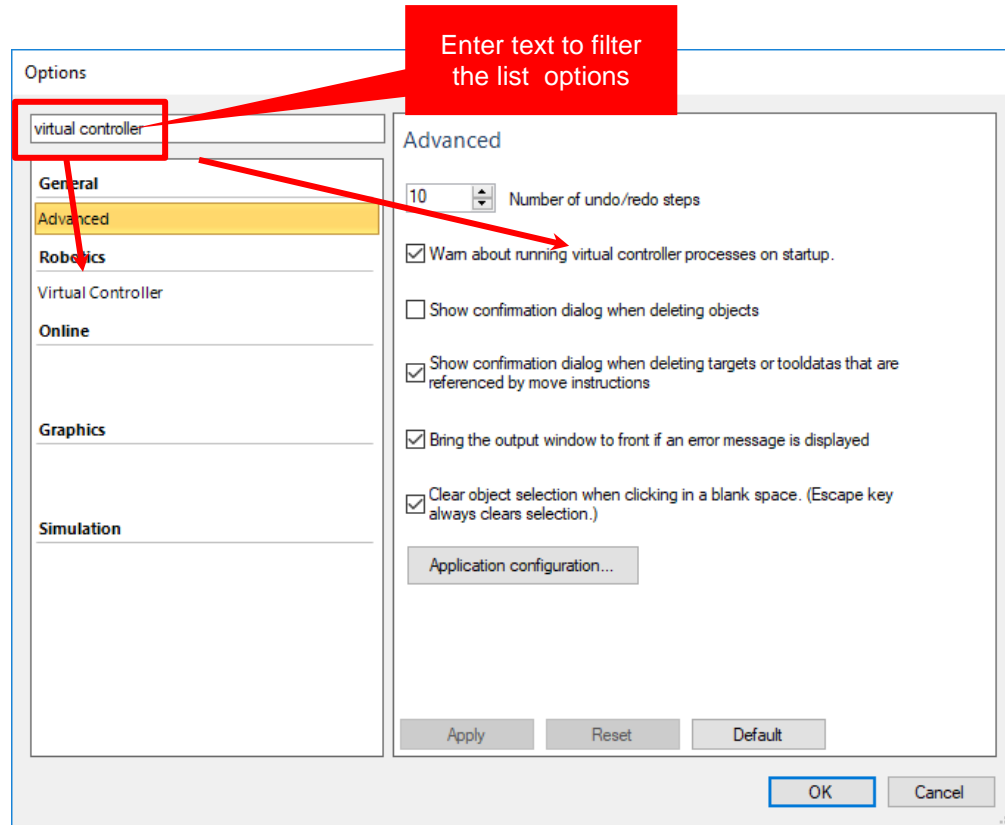 Enter text to filter
the list options
Options
virtual controller
General
Advanced
Robotics
Virtual Controller
Online
Graphics
Simulation
Advanced
10 Number of undo/redo steps
Warn about running virtual controller processes on startup.
Show confirmation dialog when deleting objects
Show confirmation dialog when deleting targets or tooldatas that are
referenced by move instructions
Bring the output window to front if an error message is displayed
Clear object selection when clicking in a blank space. (Escape key
always clears selection.)
Application configuration...
Apply Reset Default
OK Cancel